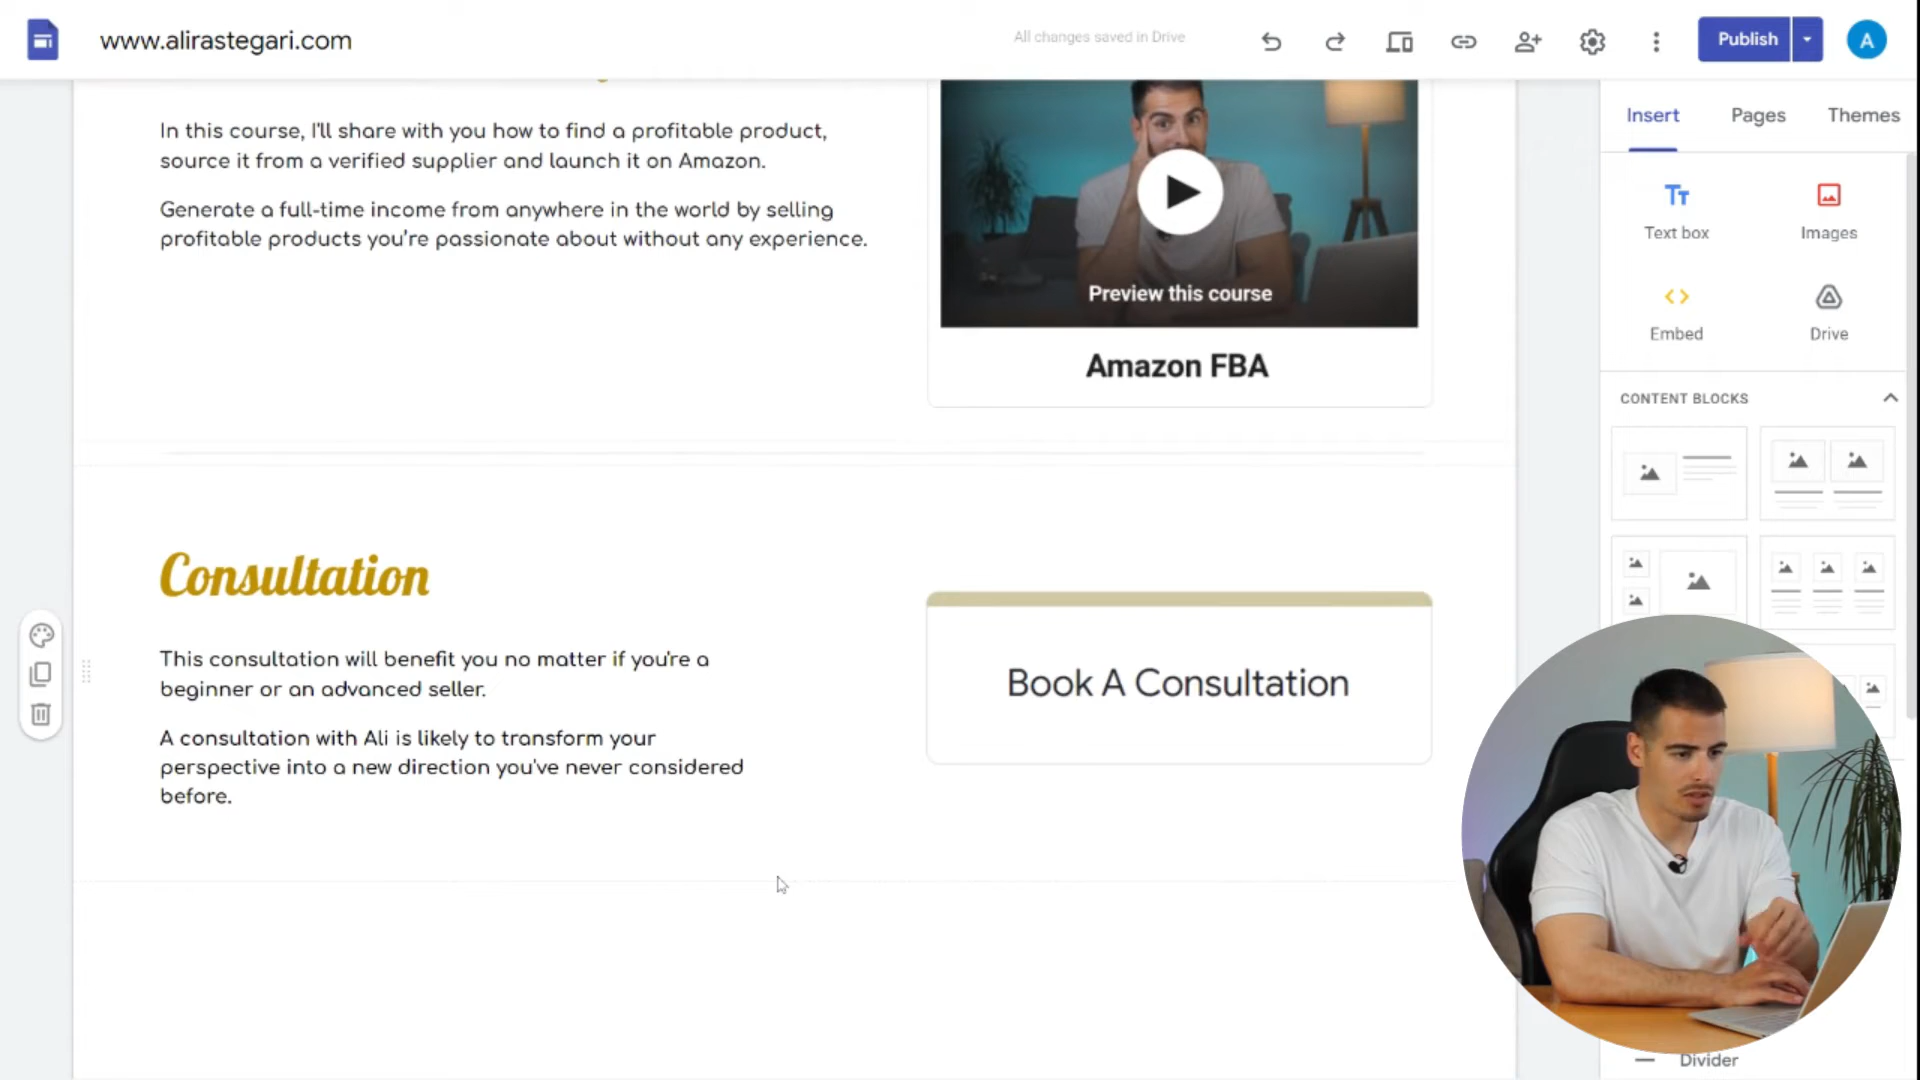 www.alirastegari.com
All changes saved in Drive
Publish
A
Insert
Pages
Themes
In this course, I'll share with you how to find a profitable product,
source it from a verified supplier and launch it on Amazon.
Generate a full-time income from anywhere in the world by selling
profitable products you're passionate about without any experience.
Preview this course
Amazon FBA
Text box
Images
Embed
Drive
CONTENT BLOCKS
Consultation
This consultation will benefit you no matter if you're a
beginner or an advanced seller.
A consultation with Ali is likely to transform your
perspective into a new direction you've never considered
before.
Book A Consultation
Divider